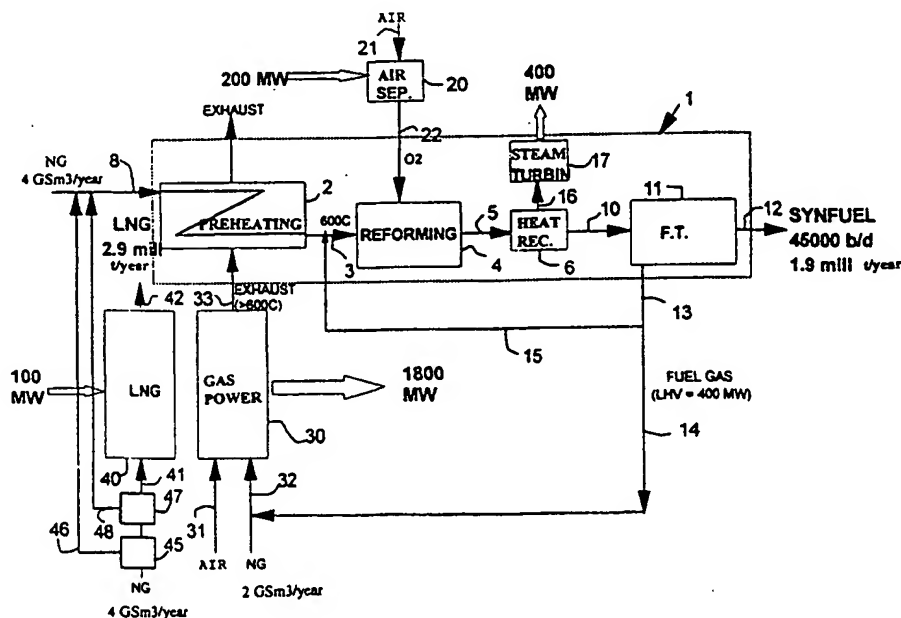 AIR
21
200 MW
AIR
SEP.
20
400
MW
1
EXHAUST
22
O2
STEAM
TURBIN
17
NG
4 GSm3/year
8
2
16
10
11
12
PREHEATING
600C
REFORMING
5
HEAT
REC.
F.T.
SYNFUEL
45000 b/d
1.9 mill t/year
LNG
2.9 mill
t/year
3
4
6
42
33
EXHAUST
(>600C)
13
15
100
MW
LNG
GAS
POWER
1800
MW
FUEL GAS
(LHV = 400 MW)
30
14
40
41
32
47
46
48
45
31
AIR
NG
2 GSm3/year
NG
4 GSm3/year